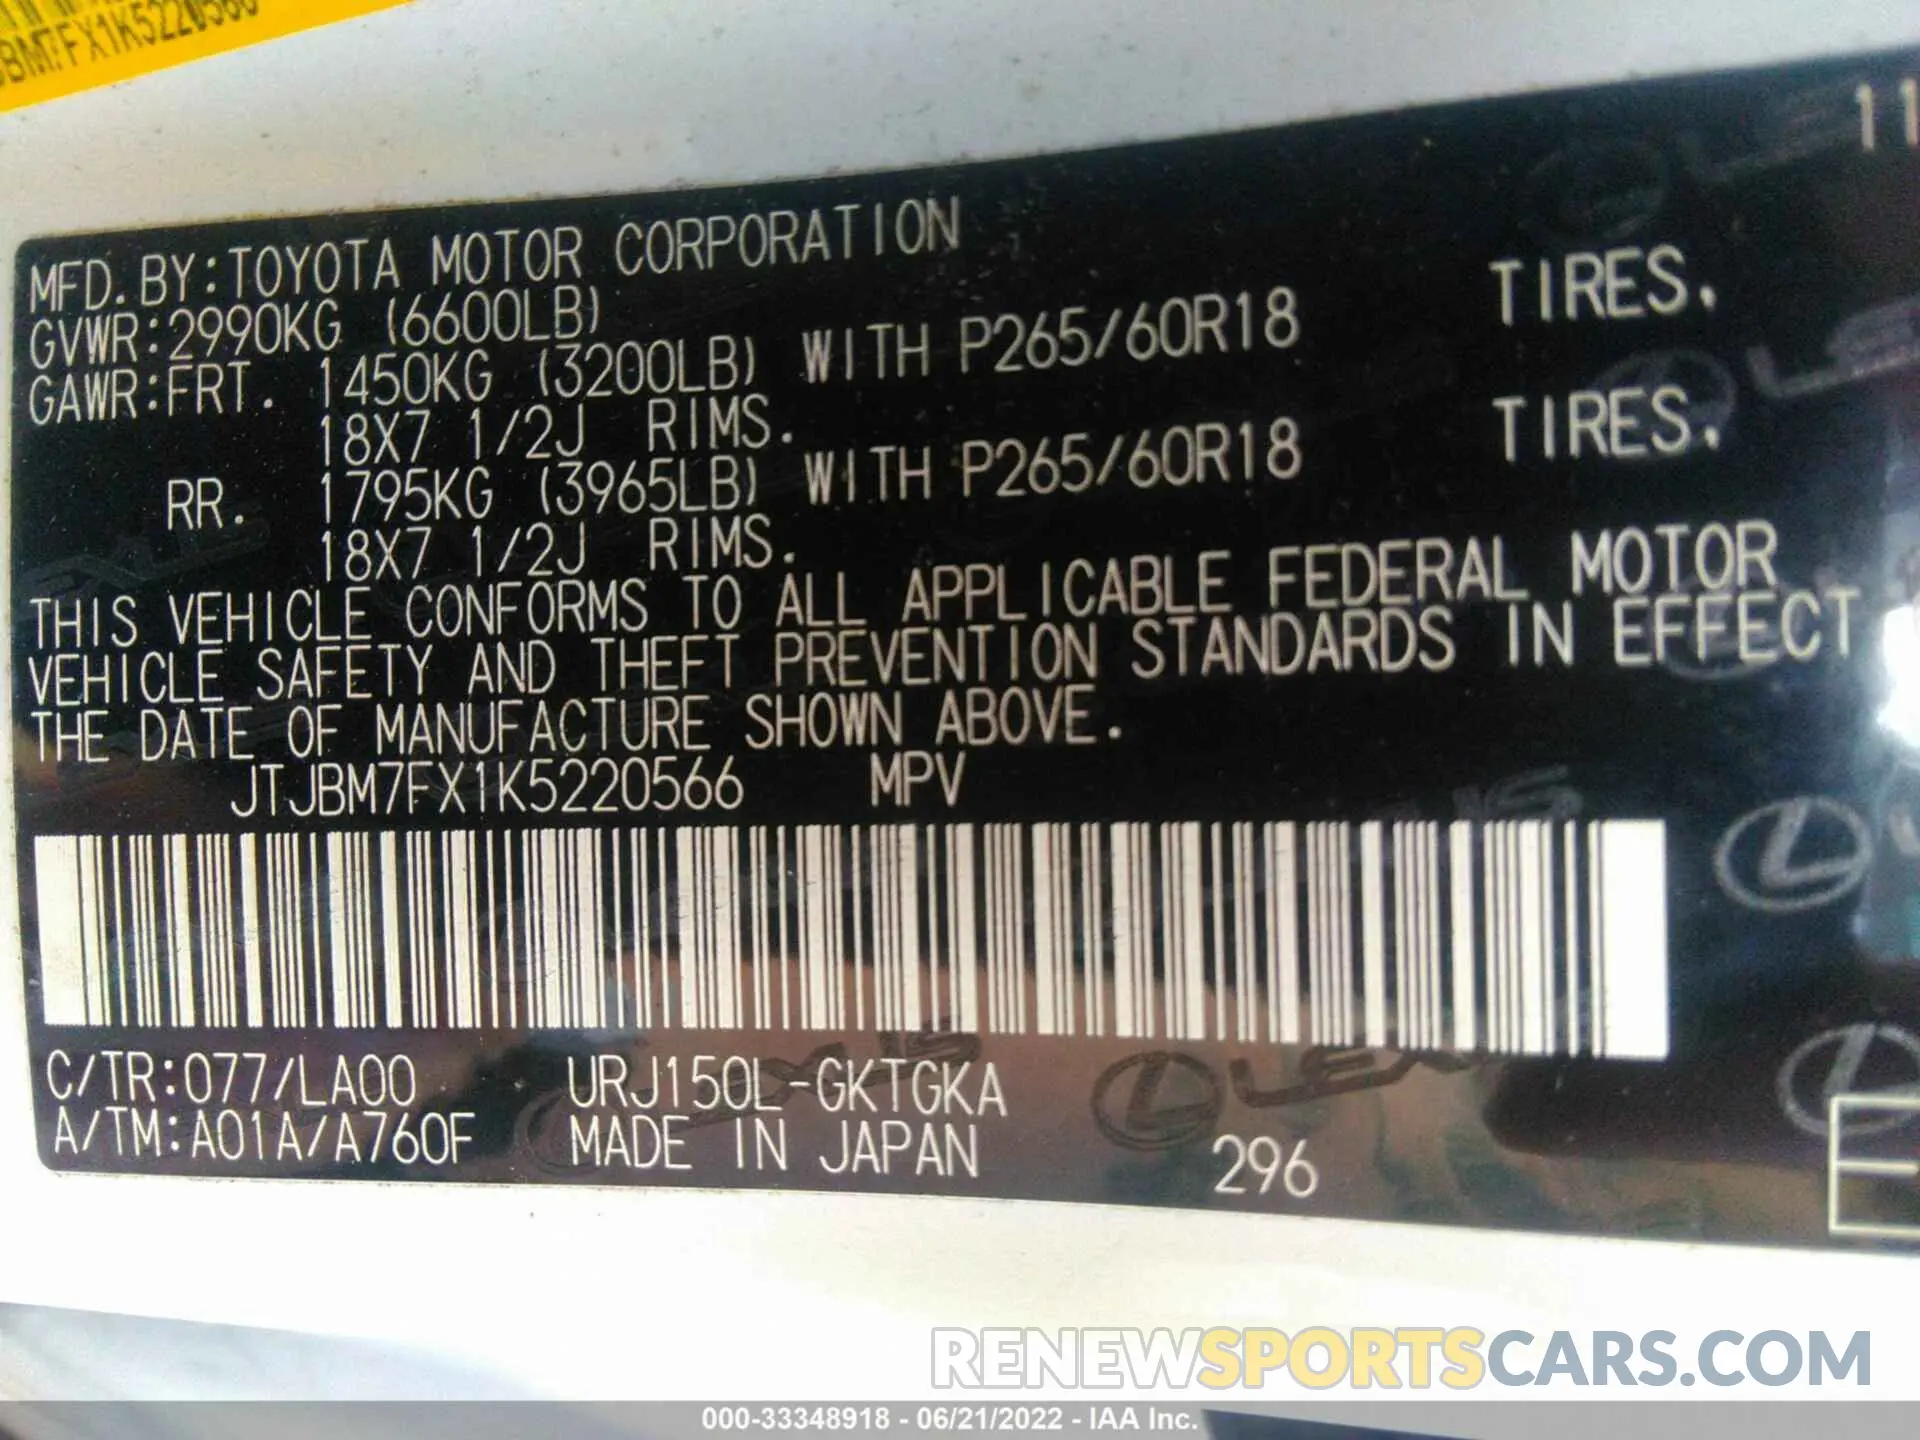 BM7FX1K5220566
11
MFD.BY:TOYOTA MOTOR CORPORATION
GVWR:2990KG (6600LB)
GAWR:FRT. 1450KG (3200LB) WITH P265/60R18 TIRES,
18X7 1/2J RIMS.
RR. 1795KG (3965LB) WITH P265/60R18 TIRES,
18X7 1/2J RIMS.
THIS VEHICLE CONFORMS TO ALL APPLICABLE FEDERAL MOTOR
VEHICLE SAFETY AND THEFT PREVENTION STANDARDS IN EFFECT
THE DATE OF MANUFACTURE SHOWN ABOVE.
JTJBM7FX1K5220566 MPV
C/TR:077/LA00 URJ150L-GKTGKA
A/TM:A01A/A760F MADE IN JAPAN 296
E
LEXUS
RENEWSPORTSCARS.COM
000-33348918 - 06/21/2022 - IAA Inc.